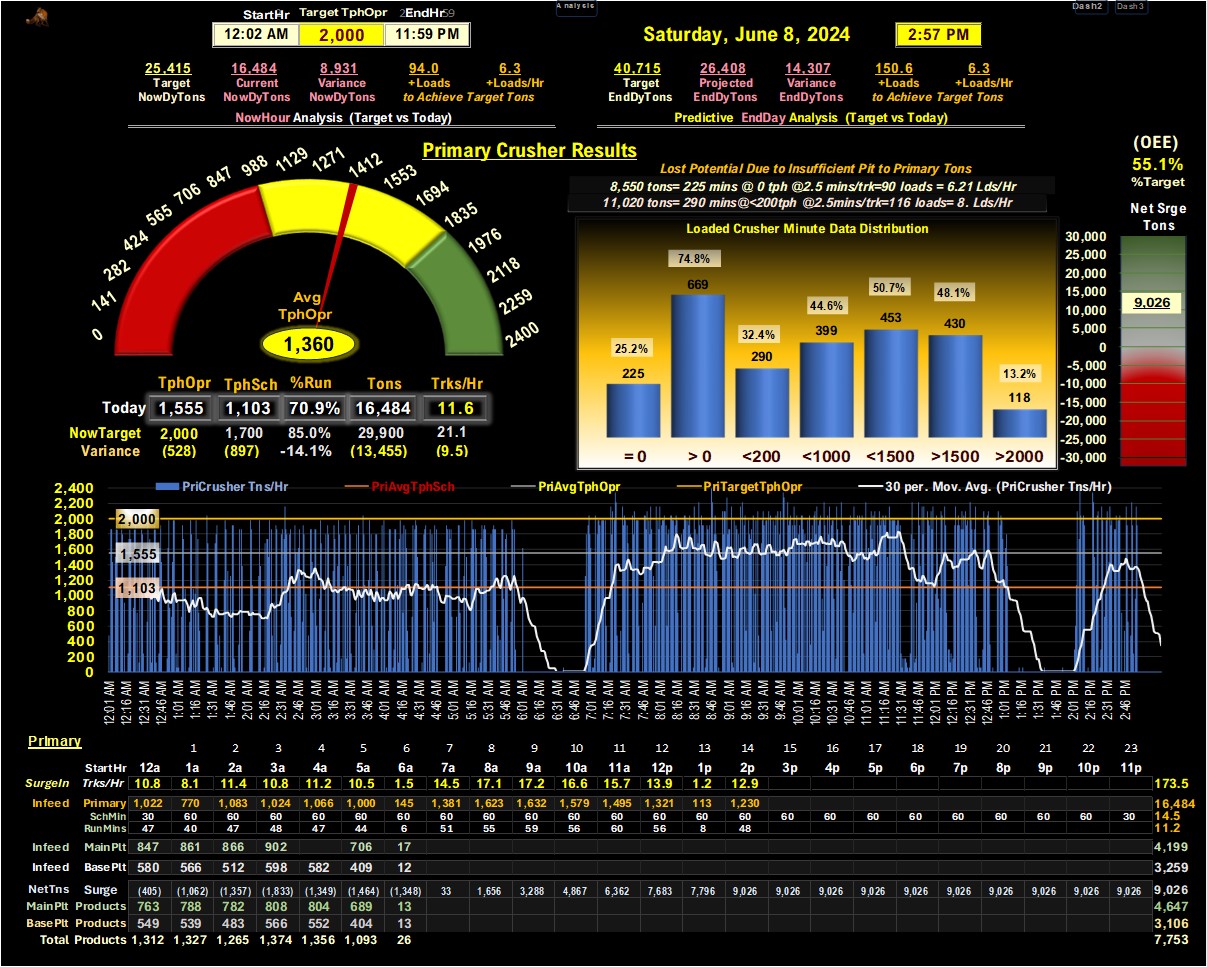 Analysis
Dash2 Dash3
StartHr Target TphOpr EndHr
12:02 AM 2,000 11:59 PM
Saturday, June 8, 2024 2:57 PM
25,415 16,484 8,931 94.0 6.3
Target Current Variance +Loads +Loads/Hr
NowDyTons NowDyTons NowDyTons to Achieve Target Tons
NowHour Analysis (Target vs Today)
40,715 26,408 14,307 150.6 6.3
Target Projected Variance +Loads +Loads/Hr
EndDyTons EndDyTons EndDyTons to Achieve Target Tons
Predictive EndDay Analysis (Target vs Today)
Primary Crusher Results
0 141 282 424 565 706 847 988 1129 1271 1412 1553 1694 1835 1976 2118 2259 2400
Avg
TphOpr
1,360
TphOpr TphSch %Run Tons Trks/Hr
Today 1,555 1,103 70.9% 16,484 11.6
NowTarget 2,000 1,700 85.0% 29,900 21.1
Variance (528) (897) -14.1% (13,455) (9.5)
Lost Potential Due to Insufficient Pit to Primary Tons
8,550 tons= 225 mins @ 0 tph @2.5 mins/trk=90 loads = 6.21 Lds/Hr
11,020 tons= 290 mins@<200tph @2.5mins/trk=116 loads= 8. Lds/Hr
Loaded Crusher Minute Data Distribution
25.2% 74.8% 32.4% 44.6% 50.7% 48.1% 13.2%
225 669 290 399 453 430 118
= 0 > 0 <200 <1000 <1500 >1500 >2000
(OEE)
55.1%
%Target
Net Srge
Tons
30,000
25,000
20,000
15,000
10,000
5,000
0
-5,000
-10,000
-15,000
-20,000
-25,000
-30,000
9,026
PriCrusher Tns/Hr PriAvgTphSch PriAvgTphOpr PriTargetTphOpr 30 per. Mov. Avg. (PriCrusher Tns/Hr)
2,400
2,200
2,000
1,800
1,600
1,400
1,200
1,000
800
600
400
200
0
2,000
1,555
1,103
12:01 AM 12:16 AM 12:31 AM 12:46 AM 1:01 AM 1:16 AM 1:31 AM 1:46 AM 2:01 AM 2:16 AM 2:31 AM 2:46 AM 3:01 AM 3:16 AM 3:31 AM 3:46 AM 4:01 AM 4:16 AM 4:31 AM 4:46 AM 5:01 AM 5:16 AM 5:31 AM 5:46 AM 6:01 AM 6:16 AM 6:31 AM 6:46 AM 7:01 AM 7:16 AM 7:31 AM 7:46 AM 8:01 AM 8:16 AM 8:31 AM 8:46 AM 9:01 AM 9:16 AM 9:31 AM 9:46 AM 10:01 AM 10:16 AM 10:31 AM 10:46 AM 11:01 AM 11:16 AM 11:31 AM 11:46 AM 12:01 PM 12:16 PM 12:31 PM 12:46 PM 1:01 PM 1:16 PM 1:31 PM 1:46 PM 2:01 PM 2:16 PM 2:31 PM 2:46 PM
Primary
1 2 3 4 5 6 7 8 9 10 11 12 13 14 15 16 17 18 19 20 21 22 23
StartHr 12a 1a 2a 3a 4a 5a 6a 7a 8a 9a 10a 11a 12p 1p 2p 3p 4p 5p 6p 7p 8p 9p 10p 11p
SurgeIn Trks/Hr 10.8 8.1 11.4 10.8 11.2 10.5 1.5 14.5 17.1 17.2 16.6 15.7 13.9 1.2 12.9 173.5
Infeed Primary 1,022 770 1,083 1,024 1,066 1,000 145 1,381 1,623 1,632 1,579 1,495 1,321 113 1,230 16,484
SchMin 30 60 60 60 60 60 60 60 60 60 60 60 60 60 60 60 60 60 60 60 60 60 60 30 14.5
RunMins 47 40 47 48 47 44 6 51 55 59 56 60 56 8 48 11.2
Infeed MainPlt 847 861 866 902 706 17 4,199
Infeed BasePlt 580 566 512 598 582 409 12 3,259
NetTns Surge (405) (1,062) (1,357) (1,833) (1,349) (1,464) (1,348) 33 1,656 3,288 4,867 6,362 7,683 7,796 9,026 9,026 9,026 9,026 9,026 9,026 9,026 9,026 9,026 9,026 9,026
MainPlt Products 763 788 782 808 804 689 13 4,647
BasePlt Products 549 539 483 566 552 404 13 3,106
Total Products 1,312 1,327 1,265 1,374 1,356 1,093 26 7,753